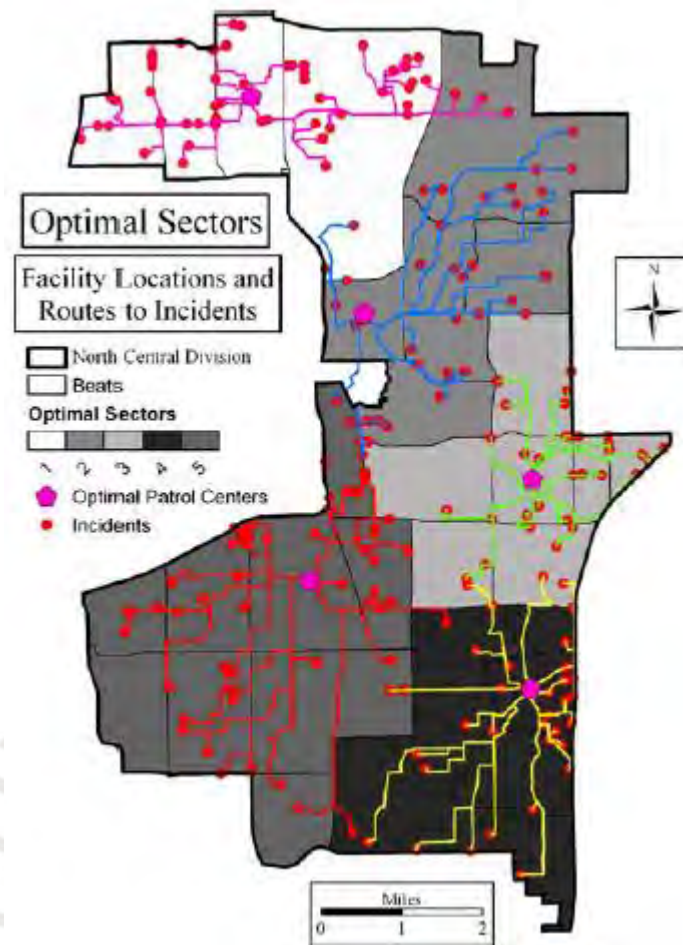 Optimal Sectors
Facility Locations and
Routes to Incidents
North Central Division
Beats
Optimal Sectors
1 2 3 4 5
Optimal Patrol Centers
Incidents
N
Miles
0 1 2